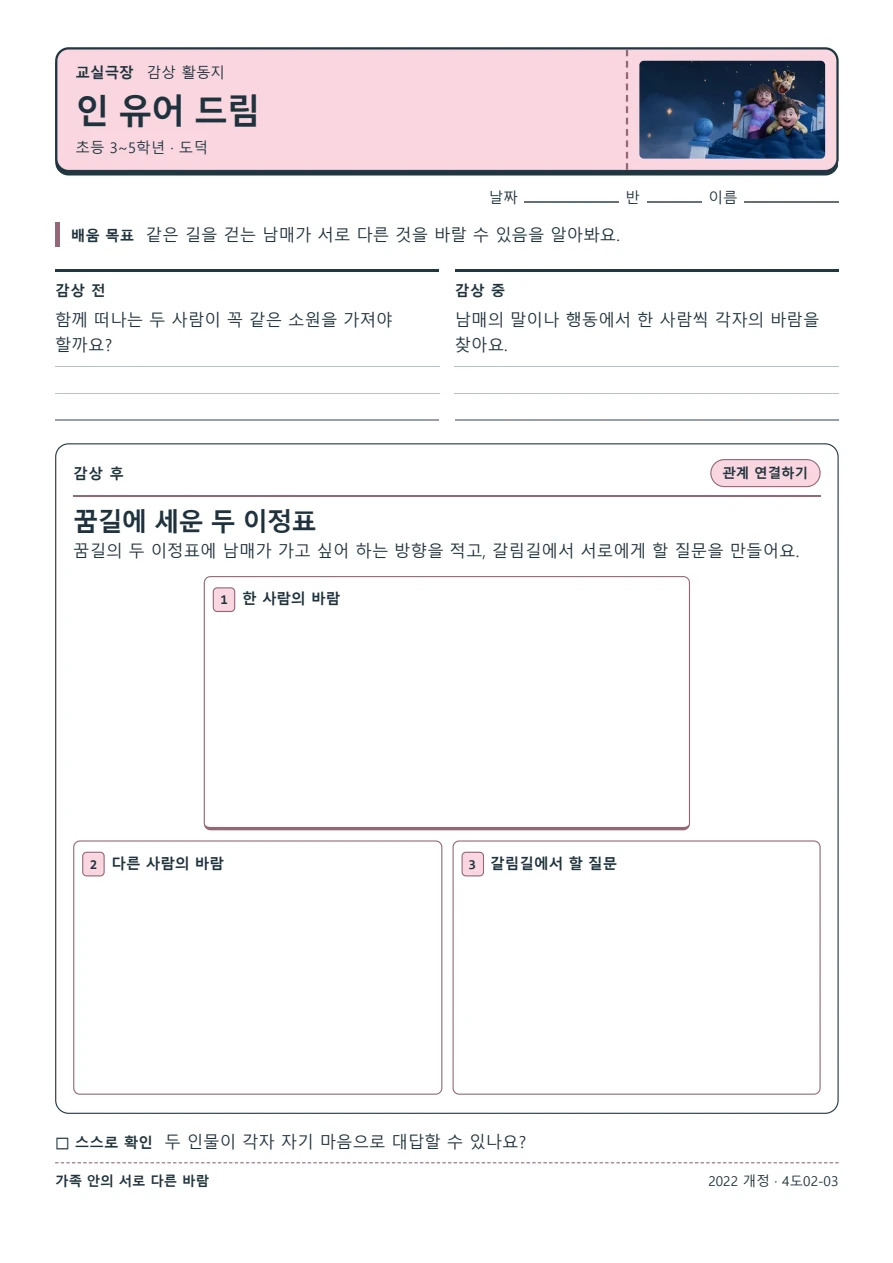 교실극장 감상 활동지
인 유어 드림
초등 3~5학년 · 도덕
날짜 반 이름
배움 목표 같은 길을 걷는 남매가 서로 다른 것을 바랄 수 있음을 알아봐요.
감상 전
함께 떠나는 두 사람이 꼭 같은 소원을 가져야
할까요?
감상 중
남매의 말이나 행동에서 한 사람씩 각자의 바람을
찾아요.
감상 후
관계 연결하기
꿈길에 세운 두 이정표
꿈길의 두 이정표에 남매가 가고 싶어 하는 방향을 적고, 갈림길에서 서로에게 할 질문을 만들어요.
1 한 사람의 바람
2 다른 사람의 바람
3 갈림길에서 할 질문
스스로 확인 두 인물이 각자 자기 마음으로 대답할 수 있나요?
가족 안의 서로 다른 바람
2022 개정 · 4도02-03